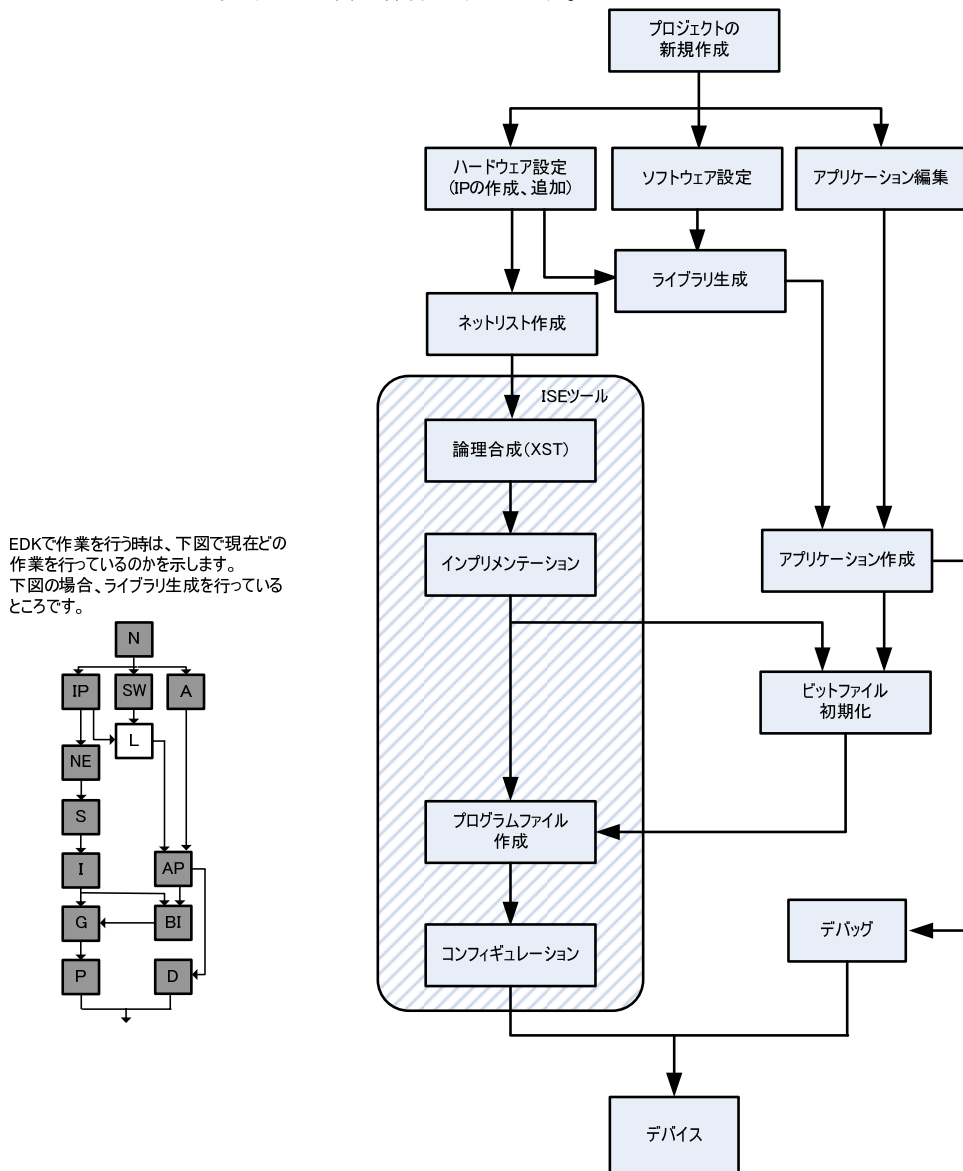 プロジェクトの
新規作成
ハードウェア設定
(IPの作成、追加)
ソフトウェア設定
アプリケーション編集
ライブラリ生成
ネットリスト作成
ISEツール
論理合成(XST)
インプリメンテーション
アプリケーション作成
ビットファイル
初期化
プログラムファイル
作成
コンフィギュレーション
デバッグ
デバイス
EDKで作業を行う時は、下図で現在どの
作業を行っているのかを示します。
下図の場合、ライブラリ生成を行っている
ところです。
N
IP
SW
A
L
NE
S
I
AP
G
BI
P
D